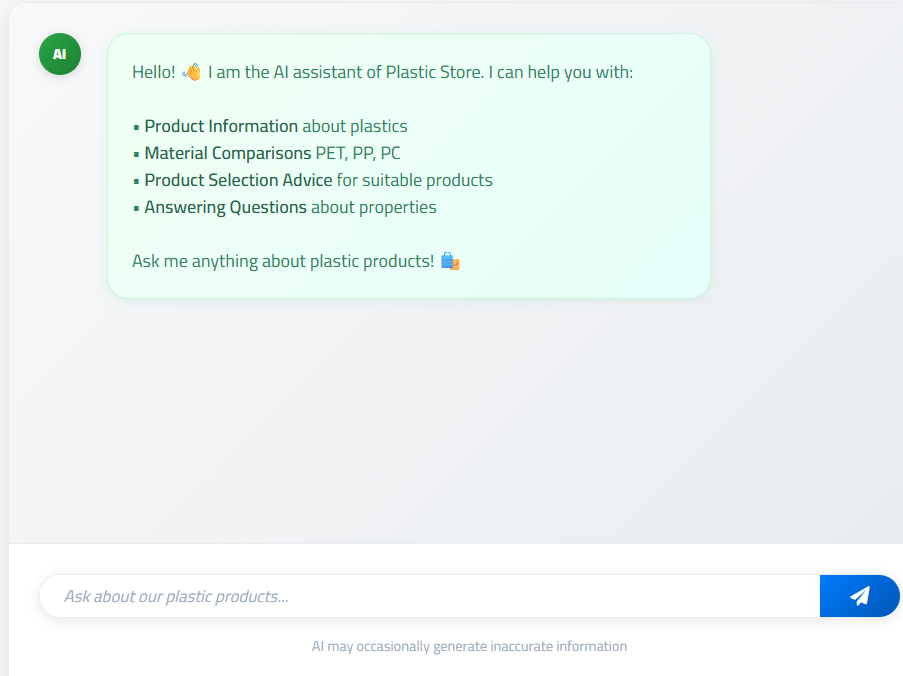 AI
Hello! 👋 I am the AI assistant of Plastic Store. I can help you with:
▪ Product Information about plastics
▪ Material Comparisons PET, PP, PC
▪ Product Selection Advice for suitable products
▪ Answering Questions about properties
Ask me anything about plastic products! 🛍️
Ask about our plastic products...
AI may occasionally generate inaccurate information